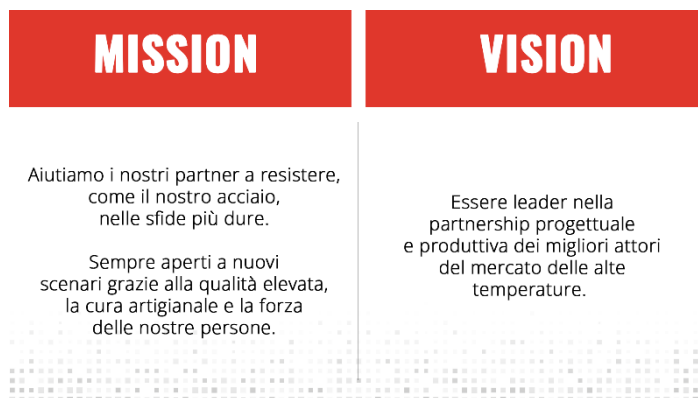 MISSION
Aiutiamo i nostri partner a resistere,
come il nostro acciaio,
nelle sfide più dure.
Sempre aperti a nuovi
scenari grazie alla qualità elevata,
la cura artigianale e la forza
delle nostre persone.
VISION
Essere leader nella
partnership progettuale
e produttiva dei migliori attori
del mercato delle alte
temperature.